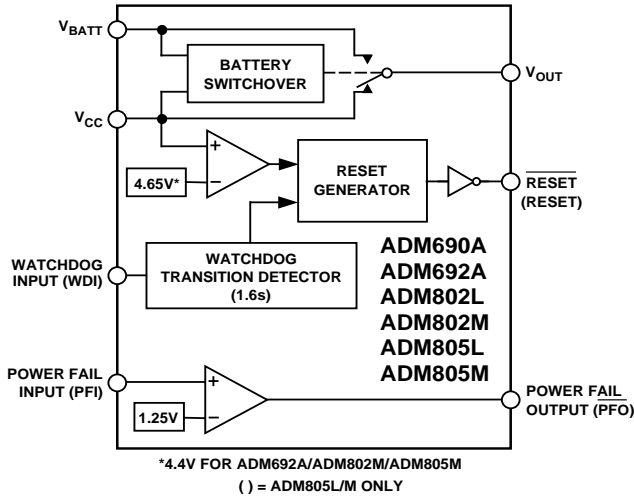 VBATT
BATTERY
SWITCHOVER
VOUT
VCC
+
4.65V*
−
RESET
GENERATOR
RESET
(RESET)
WATCHDOG
INPUT (WDI)
WATCHDOG
TRANSITION DETECTOR
(1.6s)
ADM690A
ADM692A
ADM802L
ADM802M
ADM805L
ADM805M
POWER FAIL
INPUT (PFI)
+
1.25V
−
POWER FAIL
OUTPUT (PFO)
*4.4V FOR ADM692A/ADM802M/ADM805M
( ) = ADM805L/M ONLY